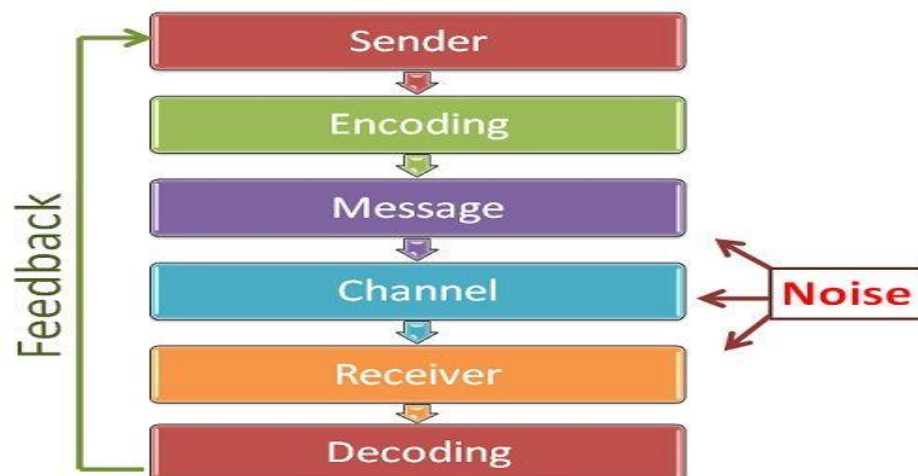 Sender
Encoding
Message
Channel
Receiver
Decoding
Feedback
Noise